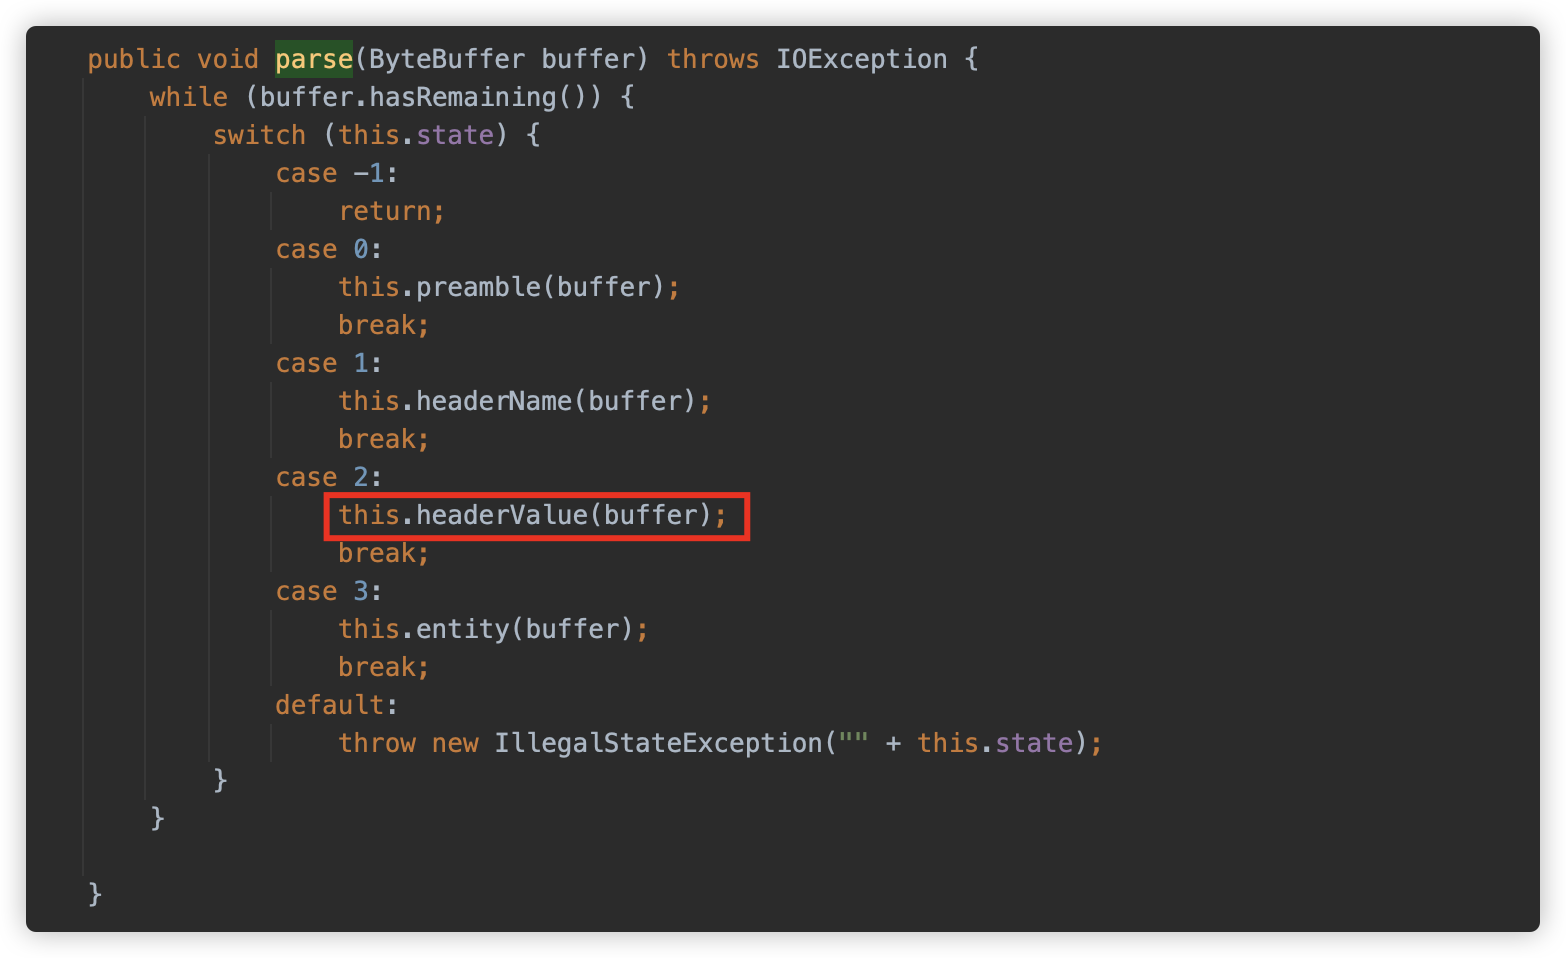 public void parse(ByteBuffer buffer) throws IOException {
while (buffer.hasRemaining()) {
switch (this.state) {
case -1:
return;
case 0:
this.preamble(buffer);
break;
case 1:
this.headerName(buffer);
break;
case 2:
this.headerValue(buffer);
break;
case 3:
this.entity(buffer);
break;
default:
throw new IllegalStateException("" + this.state);
}
}
}